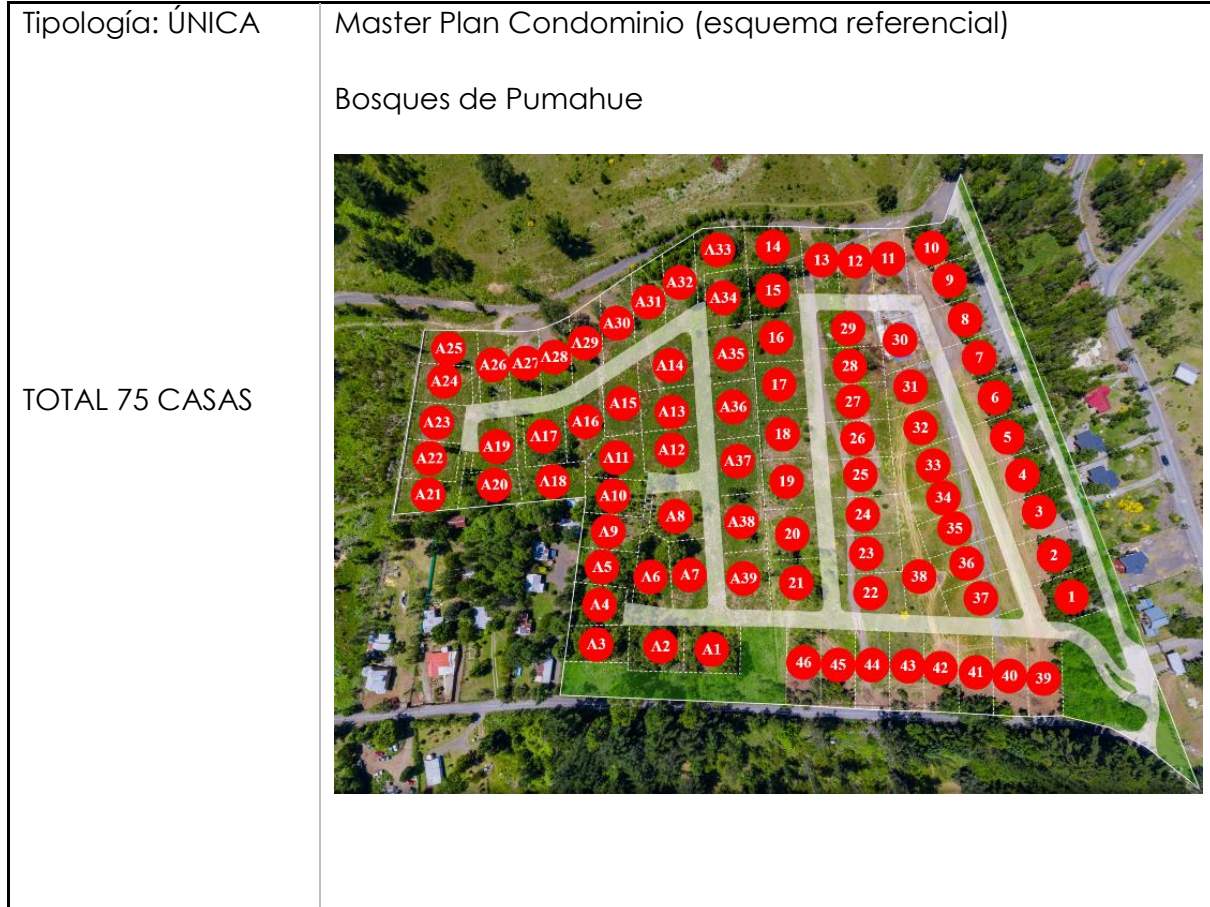 Tipología: ÚNICA
TOTAL 75 CASAS
Master Plan Condominio (esquema referencial)
Bosques de Pumahue
A33
14
13
12
11
10
9
A32
A31
A34
15
A30
8
A25
A26
A27
A28
A29
29
30
16
7
A35
A14
28
A24
17
31
6
27
A15
A13
A36
A23
A16
A17
18
32
5
26
A19
A12
A22
A11
A37
33
25
4
A20
A18
19
A21
A10
34
3
A8
A38
24
35
A9
20
23
2
36
A5
A6
A7
A39
21
38
22
37
1
A4
A3
A2
A1
46
45
44
43
42
41
40
39